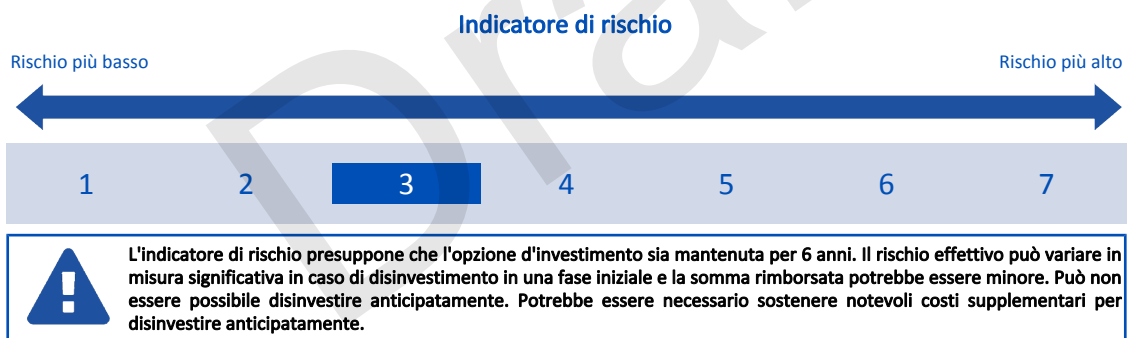 Indicatore di rischio
Rischio più basso
Rischio più alto
1 2 3 4 5 6 7
L'indicatore di rischio presuppone che l'opzione d'investimento sia mantenuta per 6 anni. Il rischio effettivo può variare in
misura significativa in caso di disinvestimento in una fase iniziale e la somma rimborsata potrebbe essere minore. Può non
essere possibile disinvestire anticipatamente. Potrebbe essere necessario sostenere notevoli costi supplementari per
disinvestire anticipatamente.